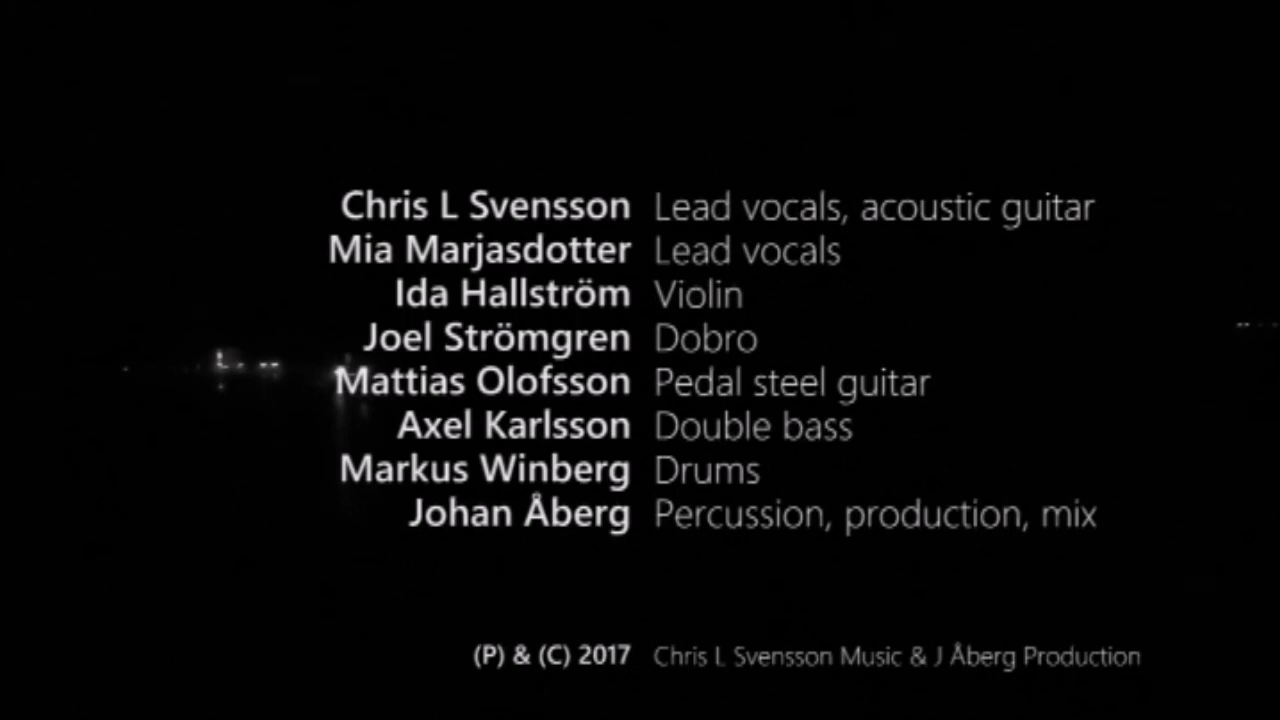 Chris L Svensson Lead vocals, acoustic guitar
Mia Marjasdotter Lead vocals
Ida Hallström Violin
Joel Strömgren Dobro
Mattias Olofsson Pedal steel guitar
Axel Karlsson Double bass
Markus Winberg Drums
Johan Åberg Percussion, production, mix
(P) & (C) 2017 Chris L Svensson Music & J Åberg Production